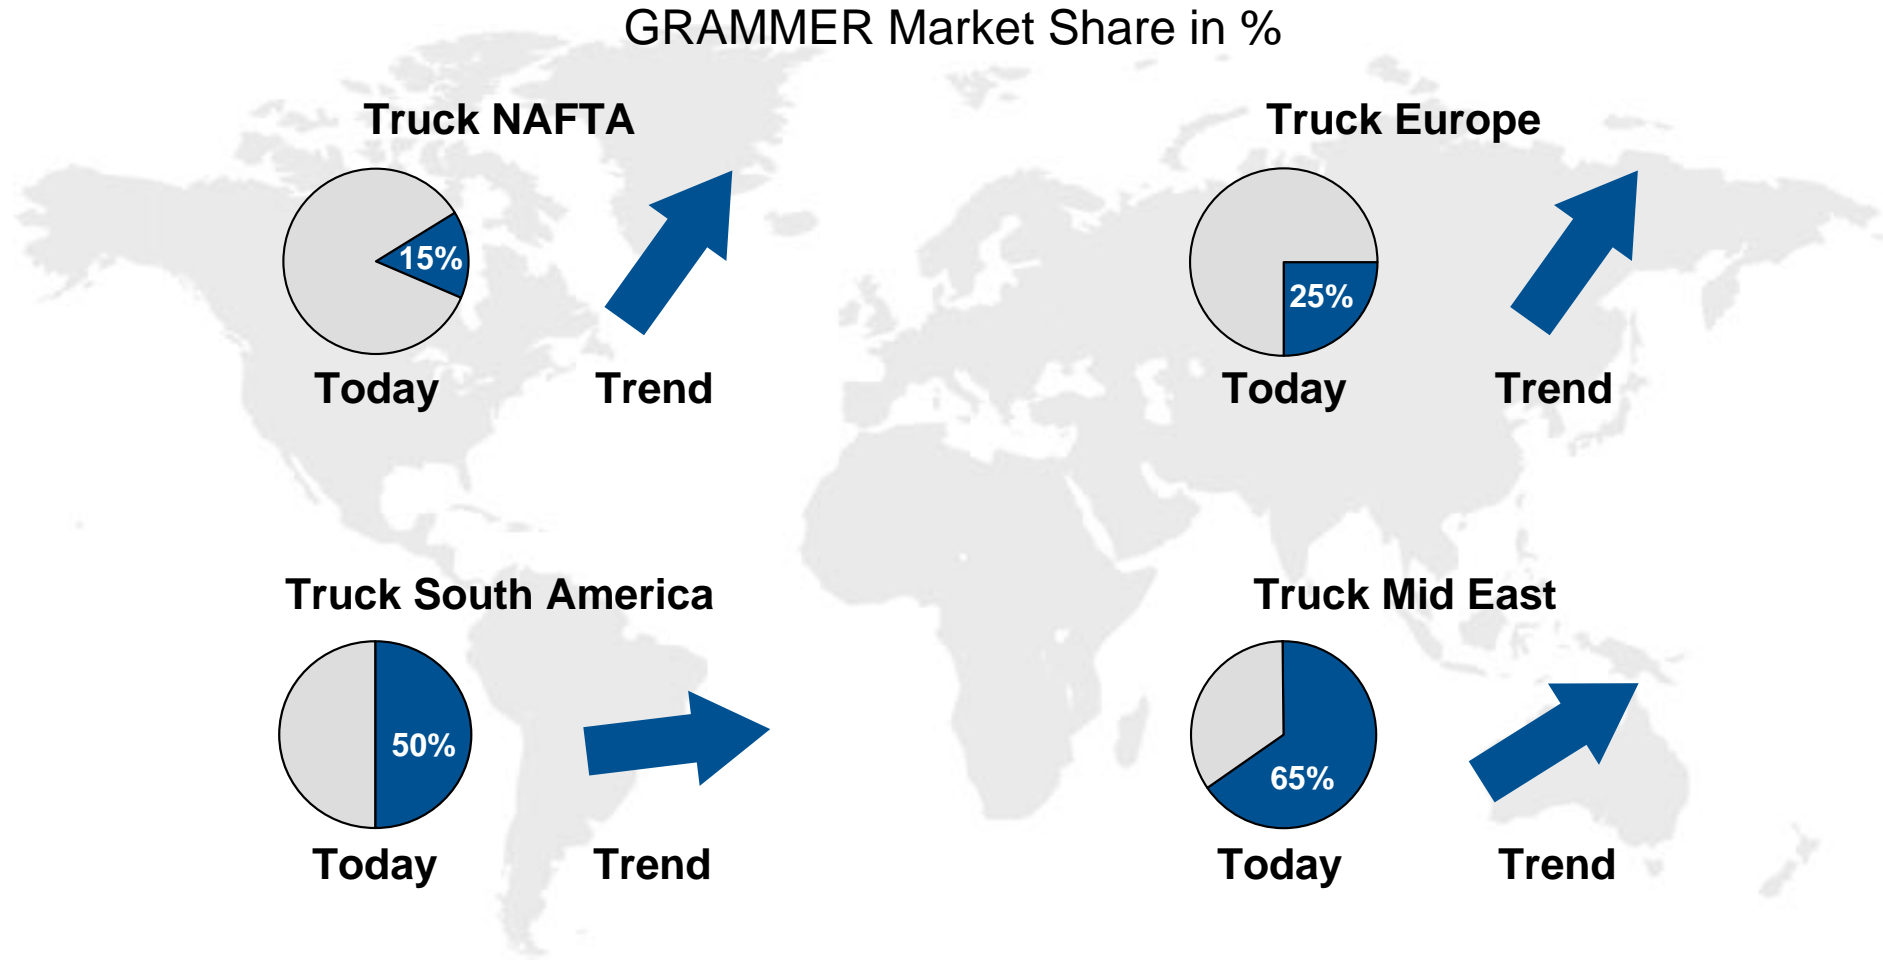 GRAMMER Market Share in %
Truck NAFTA
15%
Today
Trend
Truck Europe
25%
Today
Trend
Truck South America
50%
Today
Trend
Truck Mid East
65%
Today
Trend